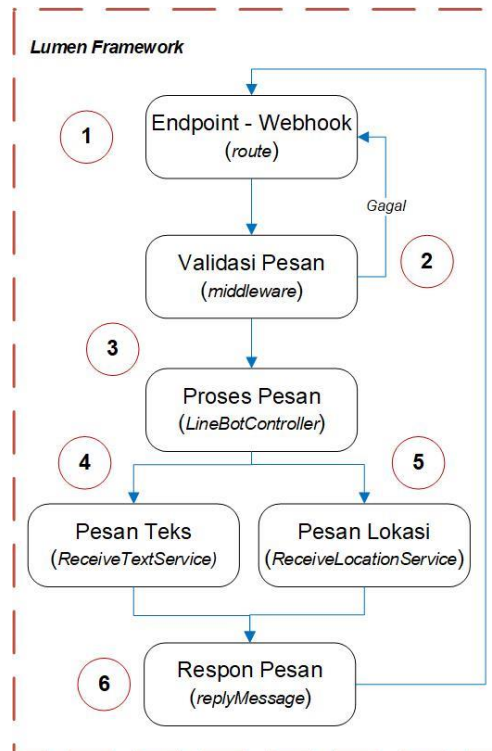 Lumen Framework
1
Endpoint - Webhook
(route)
Gagal
2
Validasi Pesan
(middleware)
3
Proses Pesan
(LineBotController)
4
5
Pesan Teks
(ReceiveTextService)
Pesan Lokasi
(ReceiveLocationService)
6
Respon Pesan
(replyMessage)